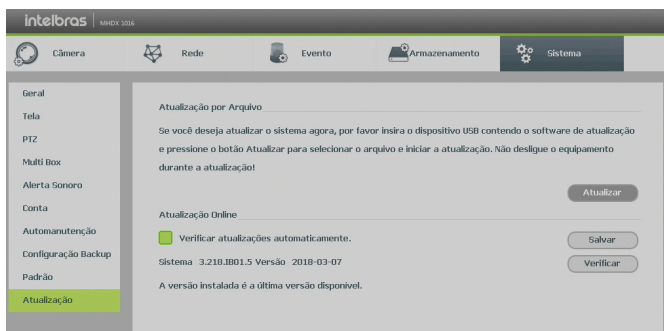 intelbras | MHDX 1016
Câmera Rede Evento Armazenamento Sistema
Geral
Tela
PTZ
Multi Box
Alerta Sonoro
Conta
Automanutenção
Configuração Backup
Padrão
Atualização
Atualização por Arquivo
Se você deseja atualizar o sistema agora, por favor insira o dispositivo USB contendo o software de atualização
e pressione o botão Atualizar para selecionar o arquivo e iniciar a atualização. Não desligue o equipamento
durante a atualização!
Atualizar
Atualização Online
Verificar atualizações automaticamente.
Salvar
Sistema 3.218.IB01.5 Versão 2018-03-07
Verificar
A versão instalada é a última versão disponível.